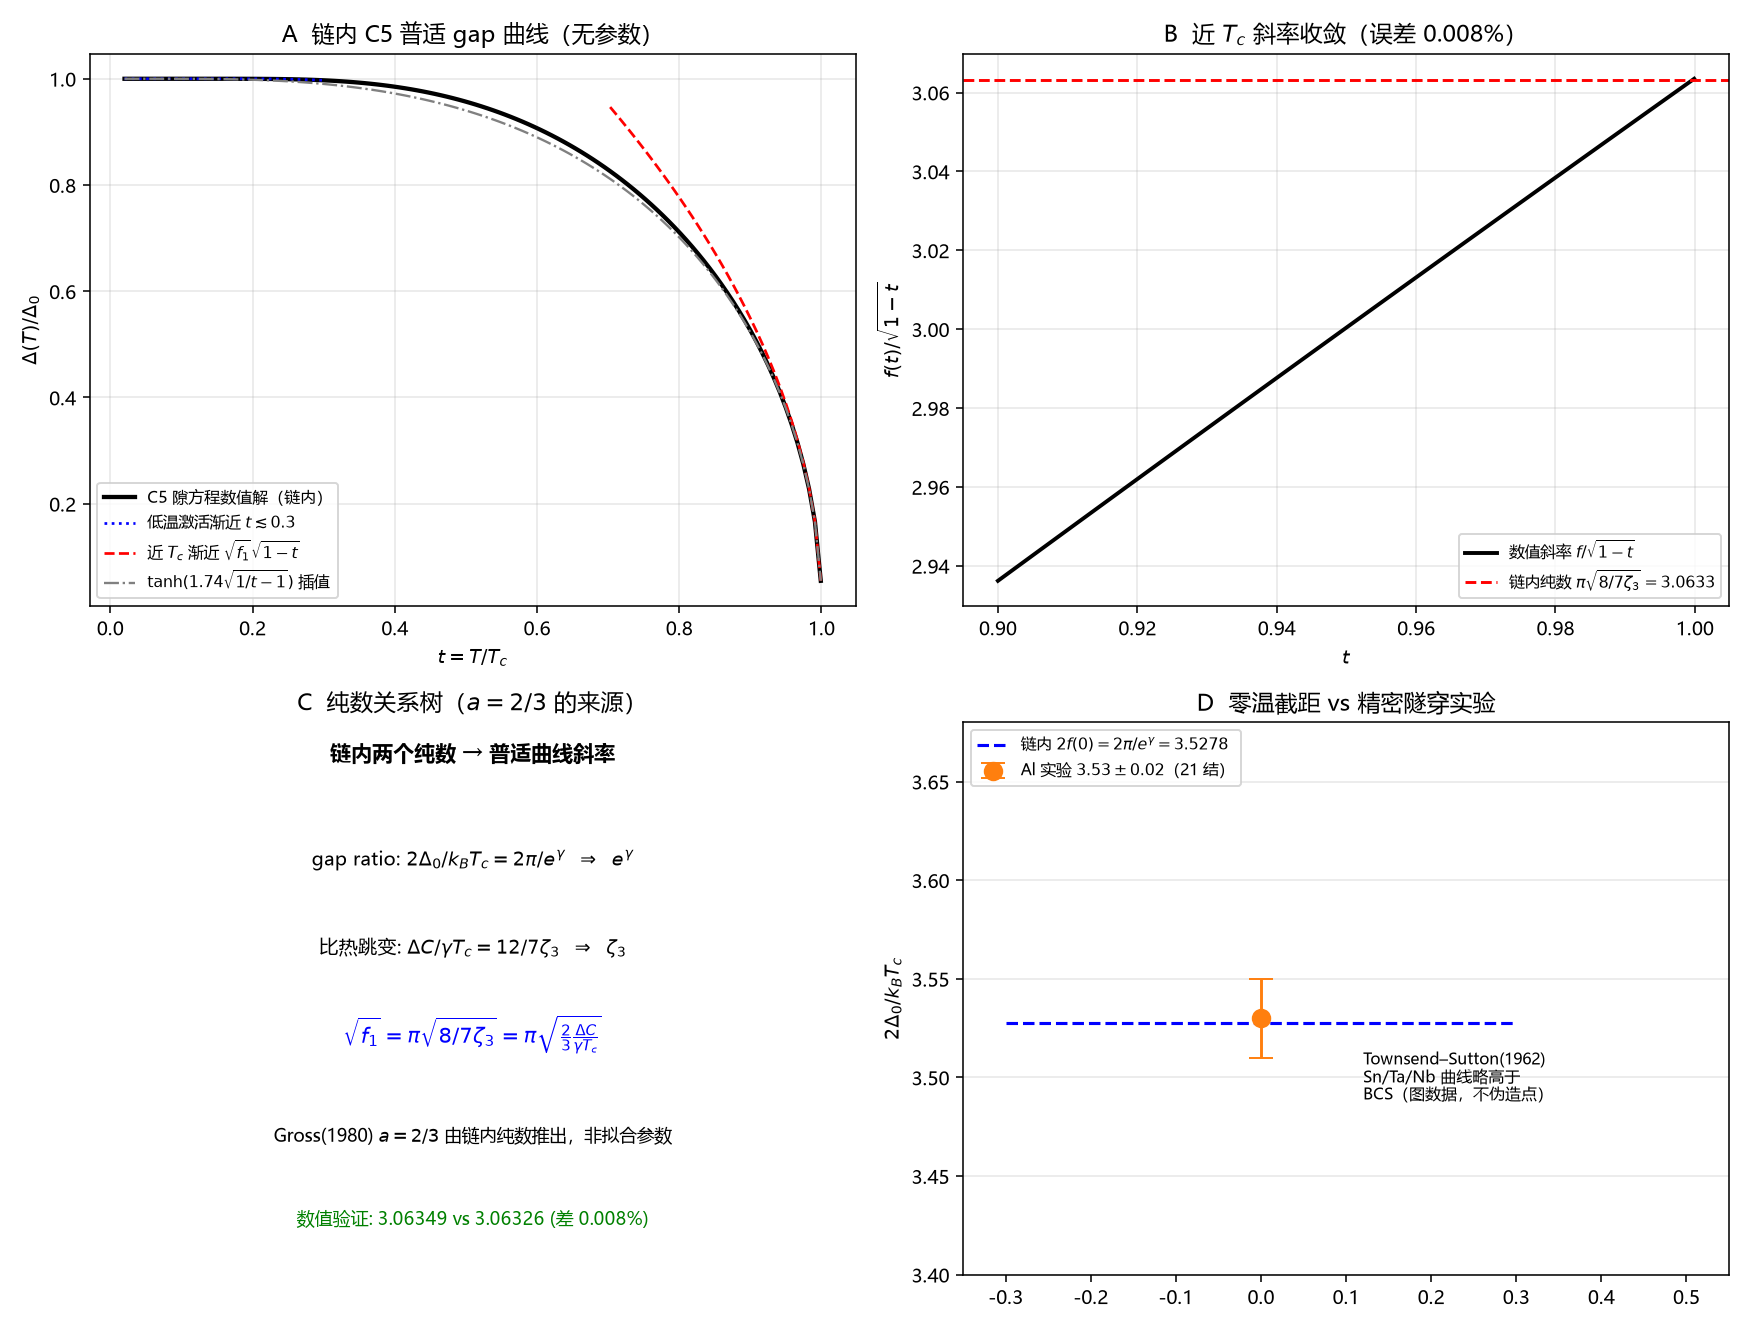 A 链内 C5 普适 gap 曲线（无参数）
Δ(T)/Δ₀
1.0
0.8
0.6
0.4
0.2
C5 隙方程数值解（链内）
低温激活渐近 t ≲ 0.3
近 T_c 渐近 √f₁√1−t
tanh(1.74√1/t−1) 插值
0.0 0.2 0.4 0.6 0.8 1.0
t = T/T_c
B 近 T_c 斜率收敛（误差 0.008%）
f(t)/√1−t
3.06
3.04
3.02
3.00
2.98
2.96
2.94
数值斜率 f/√1−t
链内纯数 π√8/7ζ₃ = 3.0633
0.90 0.92 0.94 0.96 0.98 1.00
t
C 纯数关系树（a = 2/3 的来源）
链内两个纯数 → 普适曲线斜率
gap ratio: 2Δ₀/k_BT_c = 2π/e^γ ⇒ e^γ
比热跳变: ΔC/γT_c = 12/7ζ₃ ⇒ ζ₃
√f₁ = π√8/7ζ₃ = π√(2/3 ΔC/γT_c)
Gross(1980) a = 2/3 由链内纯数推出，非拟合参数
数值验证: 3.06349 vs 3.06326 (差 0.008%)
D 零温截距 vs 精密隧穿实验
2Δ₀/k_BT_c
链内 2f(0) = 2π/e^γ = 3.5278
Al 实验 3.53 ± 0.02（21 结）
3.65
3.60
3.55
3.50
3.45
3.40
Townsend–Sutton(1962)
Sn/Ta/Nb 曲线略高于
BCS（图数据，不伪造点）
-0.3 -0.2 -0.1 0.0 0.1 0.2 0.3 0.4 0.5